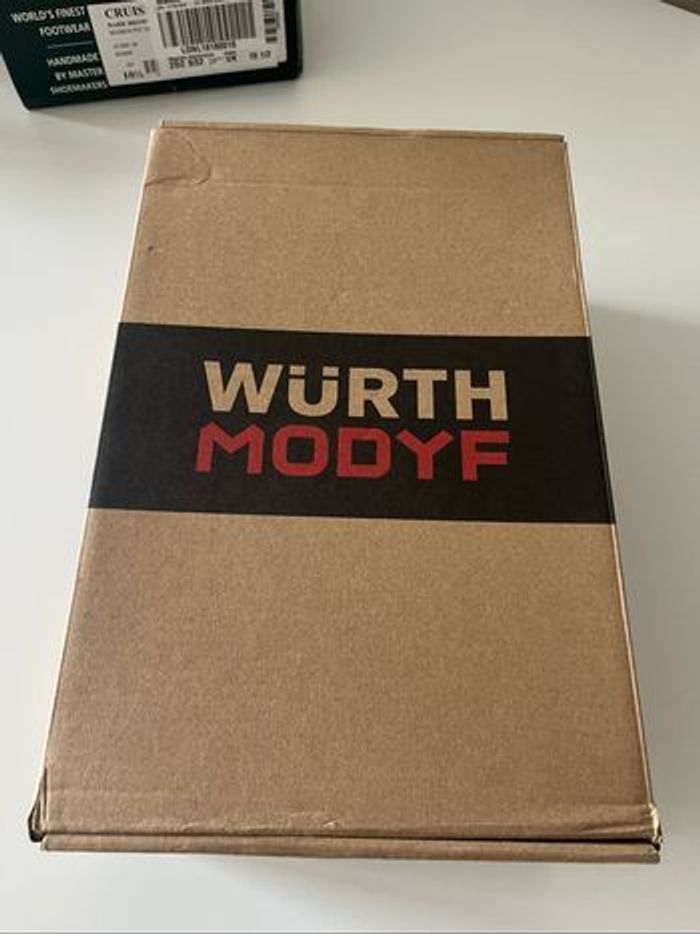 WORLD'S FINEST
FOOTWEAR
HANDMADE
BY MASTER
SHOEMAKERS
CRUIS
WÜRTH
MODYF